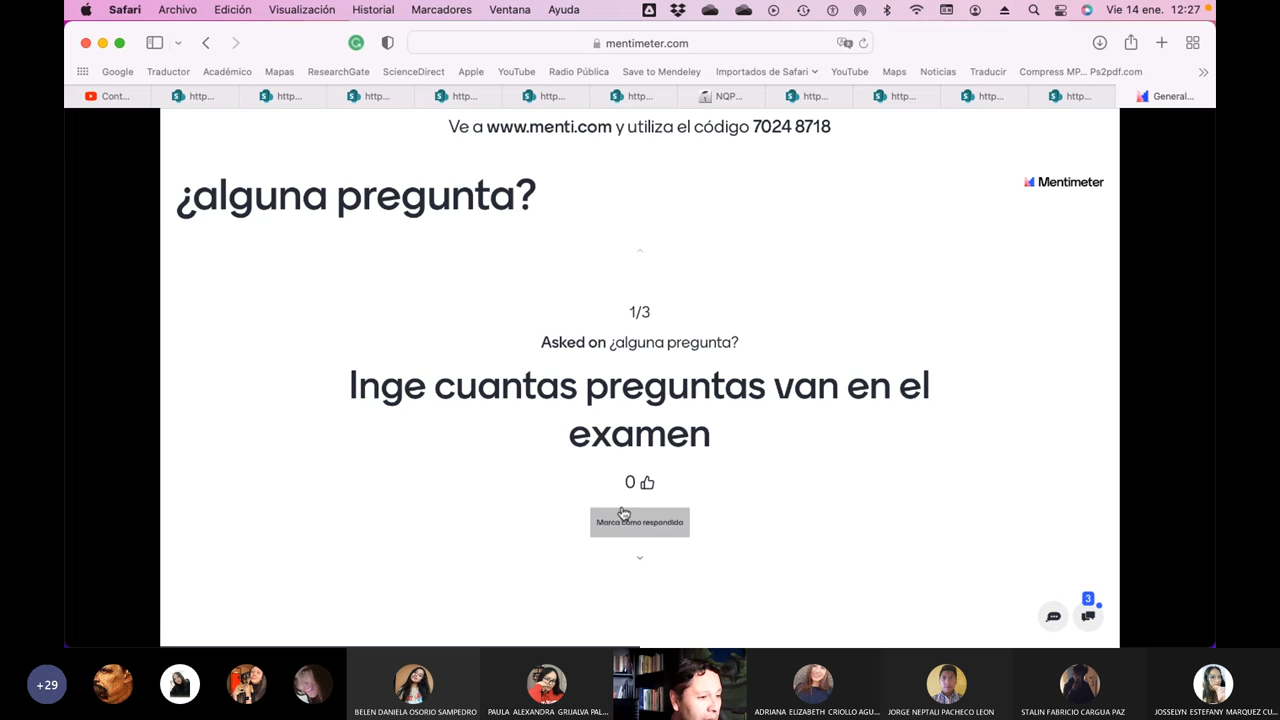 Safari Archivo Edición Visualización Historial Marcadores Ventana Ayuda Vie 14 ene. 12:27
mentimeter.com
Google Traductor Académico Mapas ResearchGate ScienceDirect Apple YouTube Radio Pública Save to Mendeley Importados de Safari YouTube Maps Noticias Traducir Compress MP... Ps2pdf.com
Cont... http... http... http... http... http... http... NQP... http... http... http... http... General...
Ve a www.menti.com y utiliza el código 7024 8718
¿alguna pregunta?
Mentimeter
1/3
Asked on ¿alguna pregunta?
Inge cuantas preguntas van en el
examen
0
Marca como respondida
3
+29
BELEN DANIELA OSORIO SAMPEDRO PAULA ALEXANDRA GRIJALVA PAL... ADRIANA ELIZABETH CRIOLLO AGU... JORGE NEPTALI PACHECO LEON STALIN FABRICIO CARGUA PAZ JOSSELYN ESTEFANY MARQUEZ CU...